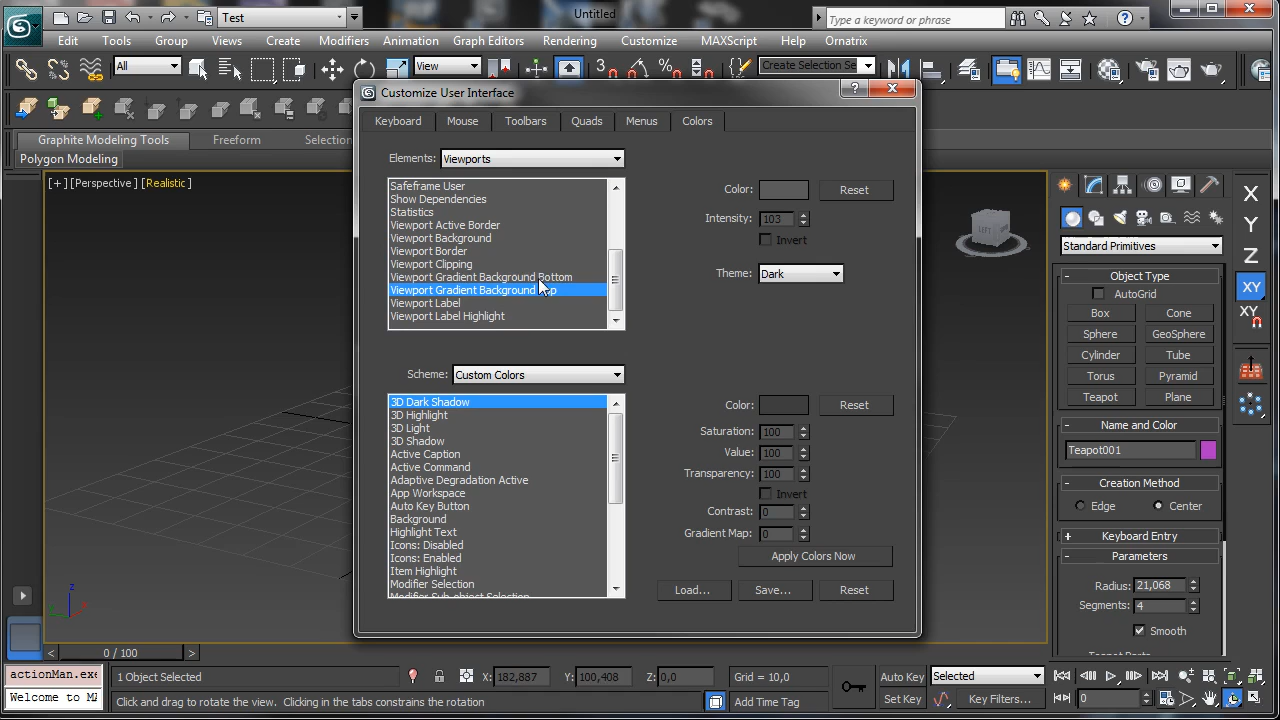 Test
Untitled
Type a keyword or phrase
Edit Tools Group Views Create Modifiers Animation Graph Editors Rendering Customize MAXScript Help Ornatrix
All
View
3
Create Selection Se
Graphite Modeling Tools Freeform Selection
Polygon Modeling
[ + ] [Perspective ] [Realistic ]
Customize User Interface
Keyboard Mouse Toolbars Quads Menus Colors
Elements: Viewports
Safeframe User
Show Dependencies
Statistics
Viewport Active Border
Viewport Background
Viewport Border
Viewport Clipping
Viewport Gradient Background Bottom
Viewport Gradient Background
Viewport Label
Viewport Label Highlight
Color: Reset
Intensity: 103
Invert
Theme: Dark
Scheme: Custom Colors
3D Dark Shadow
3D Highlight
3D Light
3D Shadow
Active Caption
Active Command
Adaptive Degradation Active
App Workspace
Auto Key Button
Background
Highlight Text
Icons: Disabled
Icons: Enabled
Item Highlight
Modifier Selection
Modifier Sub-object Selection
Color: Reset
Saturation: 100
Value: 100
Transparency: 100
Invert
Contrast: 0
Gradient Map: 0
Apply Colors Now
Load... Save... Reset
Standard Primitives
Object Type
AutoGrid
Box Cone
Sphere GeoSphere
Cylinder Tube
Torus Pyramid
Teapot Plane
Name and Color
Teapot001
Creation Method
Edge Center
Keyboard Entry
Parameters
Radius: 21,068
Segments: 4
Smooth
Teapot Parts
X
Y
Z
XY
XY
z
< 0 / 100 >
actionMan.exe
Welcome to MA
1 Object Selected
X: 182,887 Y: 100,408 Z: 0,0
Grid = 10,0
Auto Key Selected
Click and drag to rotate the view. Clicking in the tabs constrains the rotation
Add Time Tag
Set Key Key Filters...
0